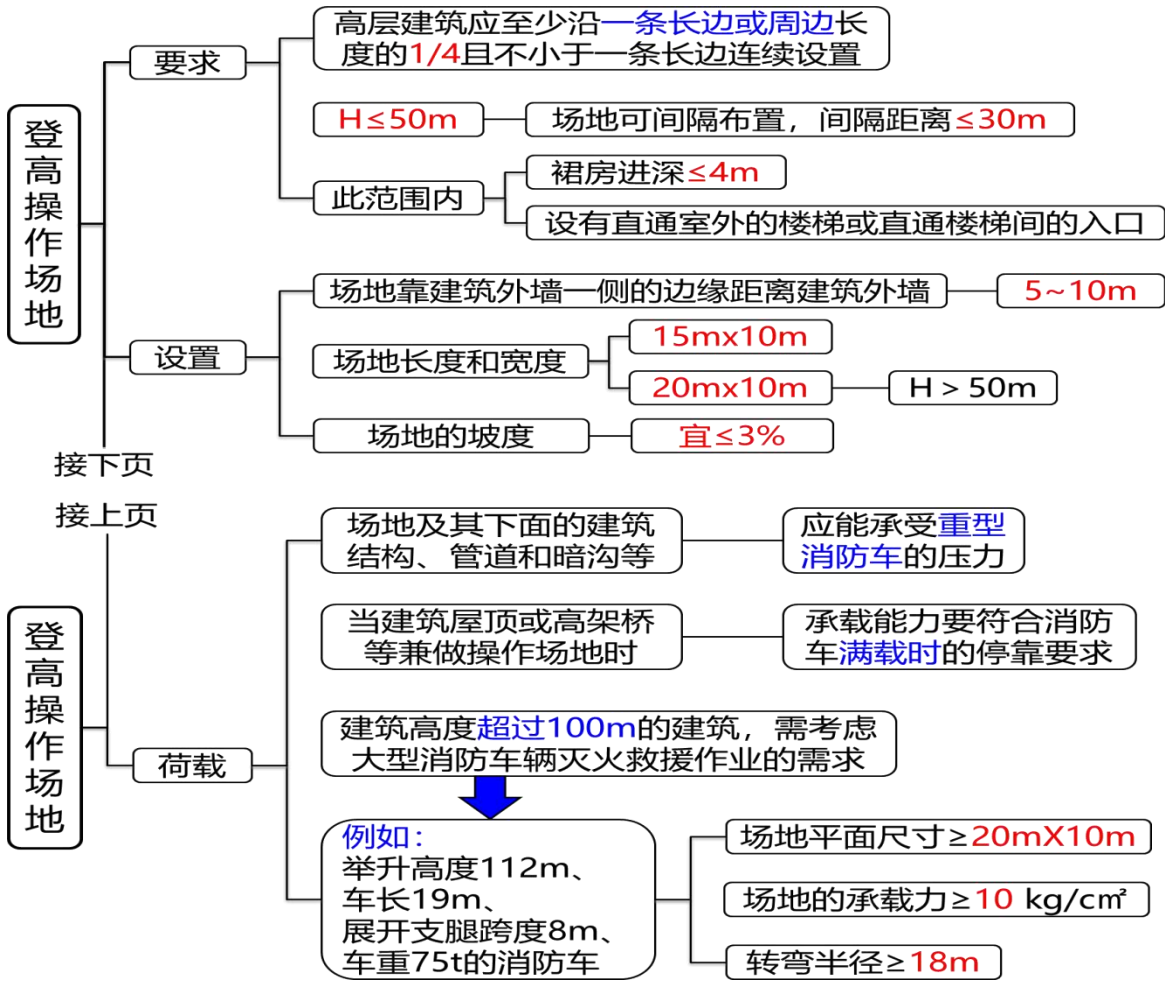 登高操作场地
要求
高层建筑应至少沿一条长边或周边长
度的1/4且不小于一条长边连续设置
H≤50m
场地可间隔布置，间隔距离≤30m
此范围内
裙房进深≤4m
设有直通室外的楼梯或直通楼梯间的入口
设置
场地靠建筑外墙一侧的边缘距离建筑外墙
5~10m
场地长度和宽度
15mx10m
20mx10m
H > 50m
场地的坡度
宜≤3%
接下页
接上页
登高操作场地
荷载
场地及其下面的建筑
结构、管道和暗沟等
应能承受重型
消防车的压力
当建筑屋顶或高架桥
等兼做操作场地时
承载能力要符合消防
车满载时的停靠要求
建筑高度超过100m的建筑，需考虑
大型消防车辆灭火救援作业的需求
例如：
举升高度112m、
车长19m、
展开支腿跨度8m、
车重75t的消防车
场地平面尺寸≥20mX10m
场地的承载力≥10 kg/c㎡
转弯半径≥18m